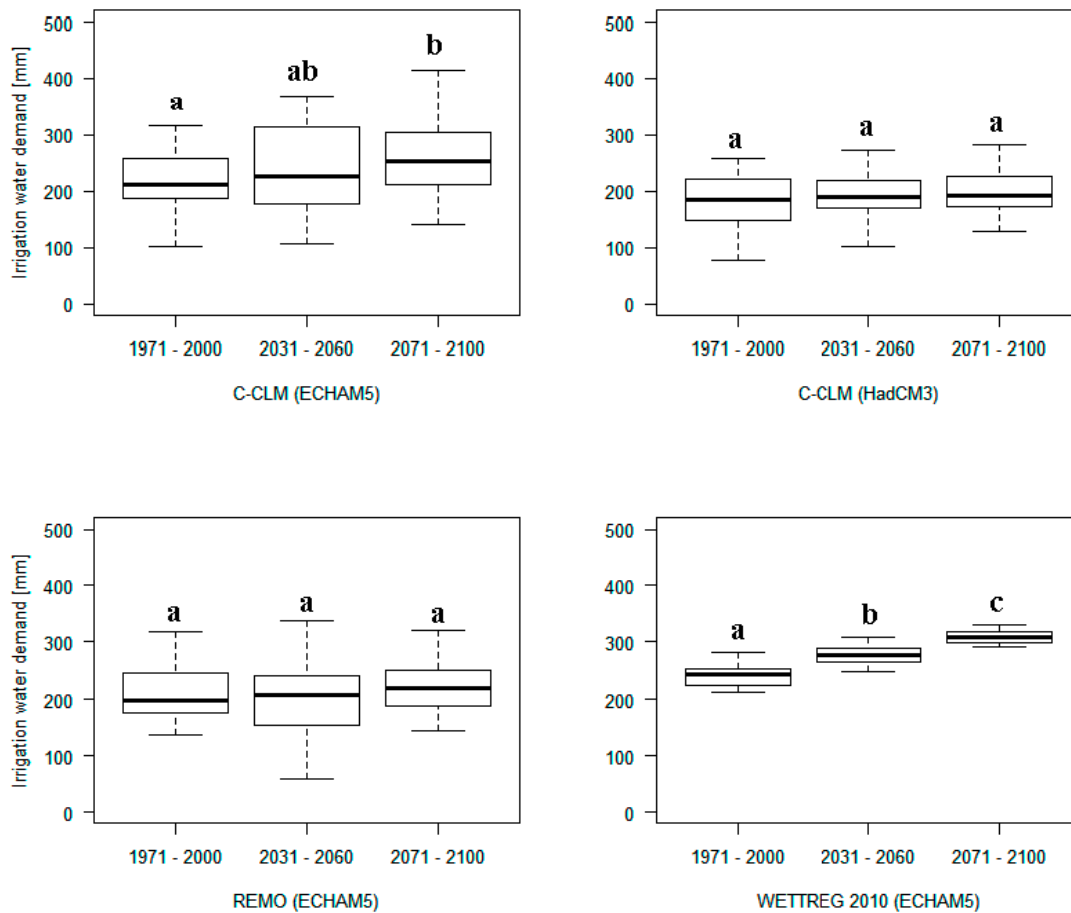 500
400
300
200
100
0
Irrigation water demand [mm]
a
ab
b
1971 - 2000
2031 - 2060
2071 - 2100
C-CLM (ECHAM5)
500
400
300
200
100
0
a
a
a
1971 - 2000
2031 - 2060
2071 - 2100
C-CLM (HadCM3)
500
400
300
200
100
0
Irrigation water demand [mm]
a
a
a
1971 - 2000
2031 - 2060
2071 - 2100
REMO (ECHAM5)
500
400
300
200
100
0
a
b
c
1971 - 2000
2031 - 2060
2071 - 2100
WETTREG 2010 (ECHAM5)